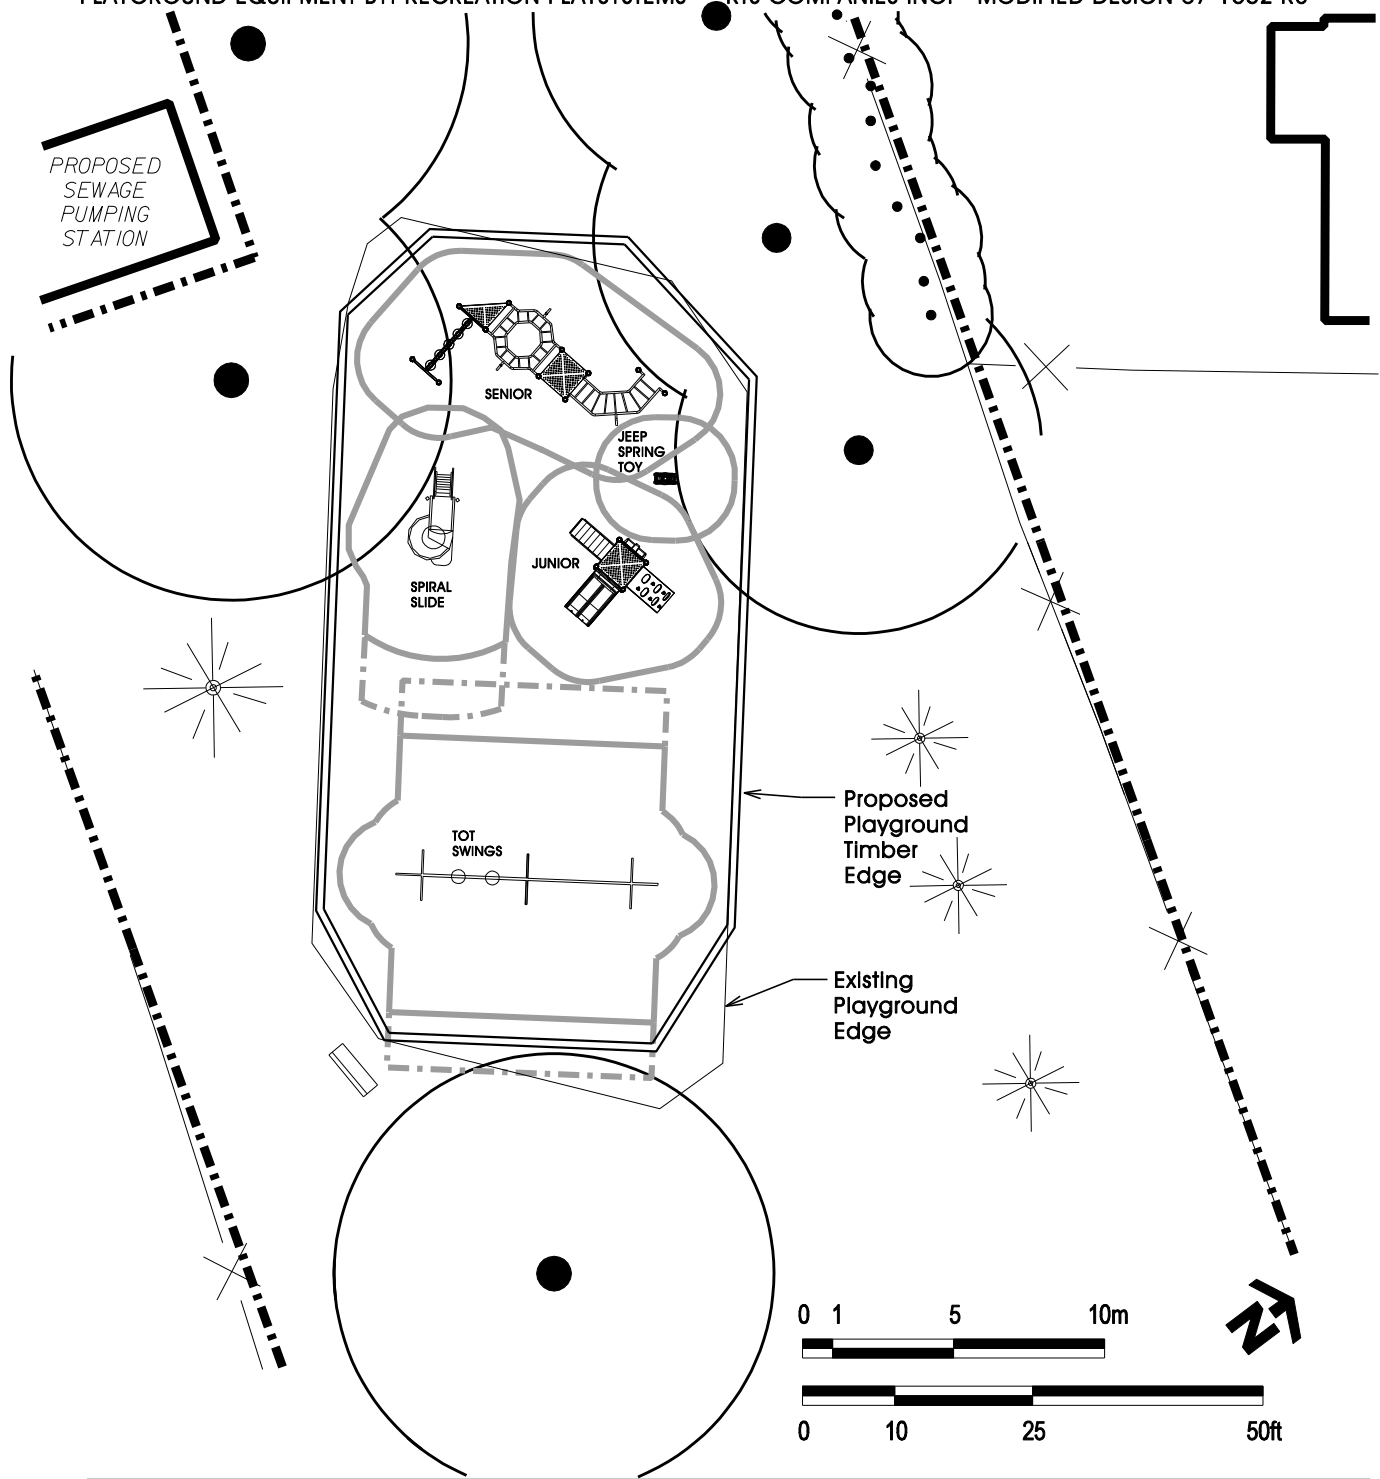 PLAYGROUND EQUIPMENT BY: RECREATION PLAYSYSTEMS
PROPOSED
SEWAGE
PUMPING
STATION
SENIOR
JEEP
SPRING
TOY
JUNIOR
SPIRAL
SLIDE
TOT
SWINGS
Proposed
Playground
Timber
Edge
Existing
Playground
Edge
0 1 5 10m
N
0 10 25 50ft